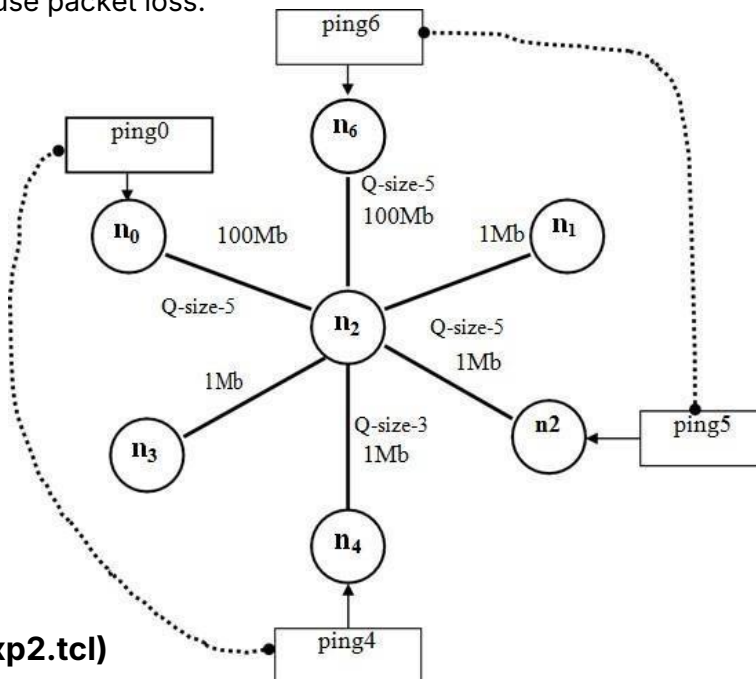 use packet loss.
ping6
ping0
n6
Q-size-5
100Mb
n0
100Mb
1Mb
n1
Q-size-5
n2
Q-size-5
1Mb
1Mb
n3
Q-size-3
1Mb
n2
ping5
n4
xp2.tcl)
ping4